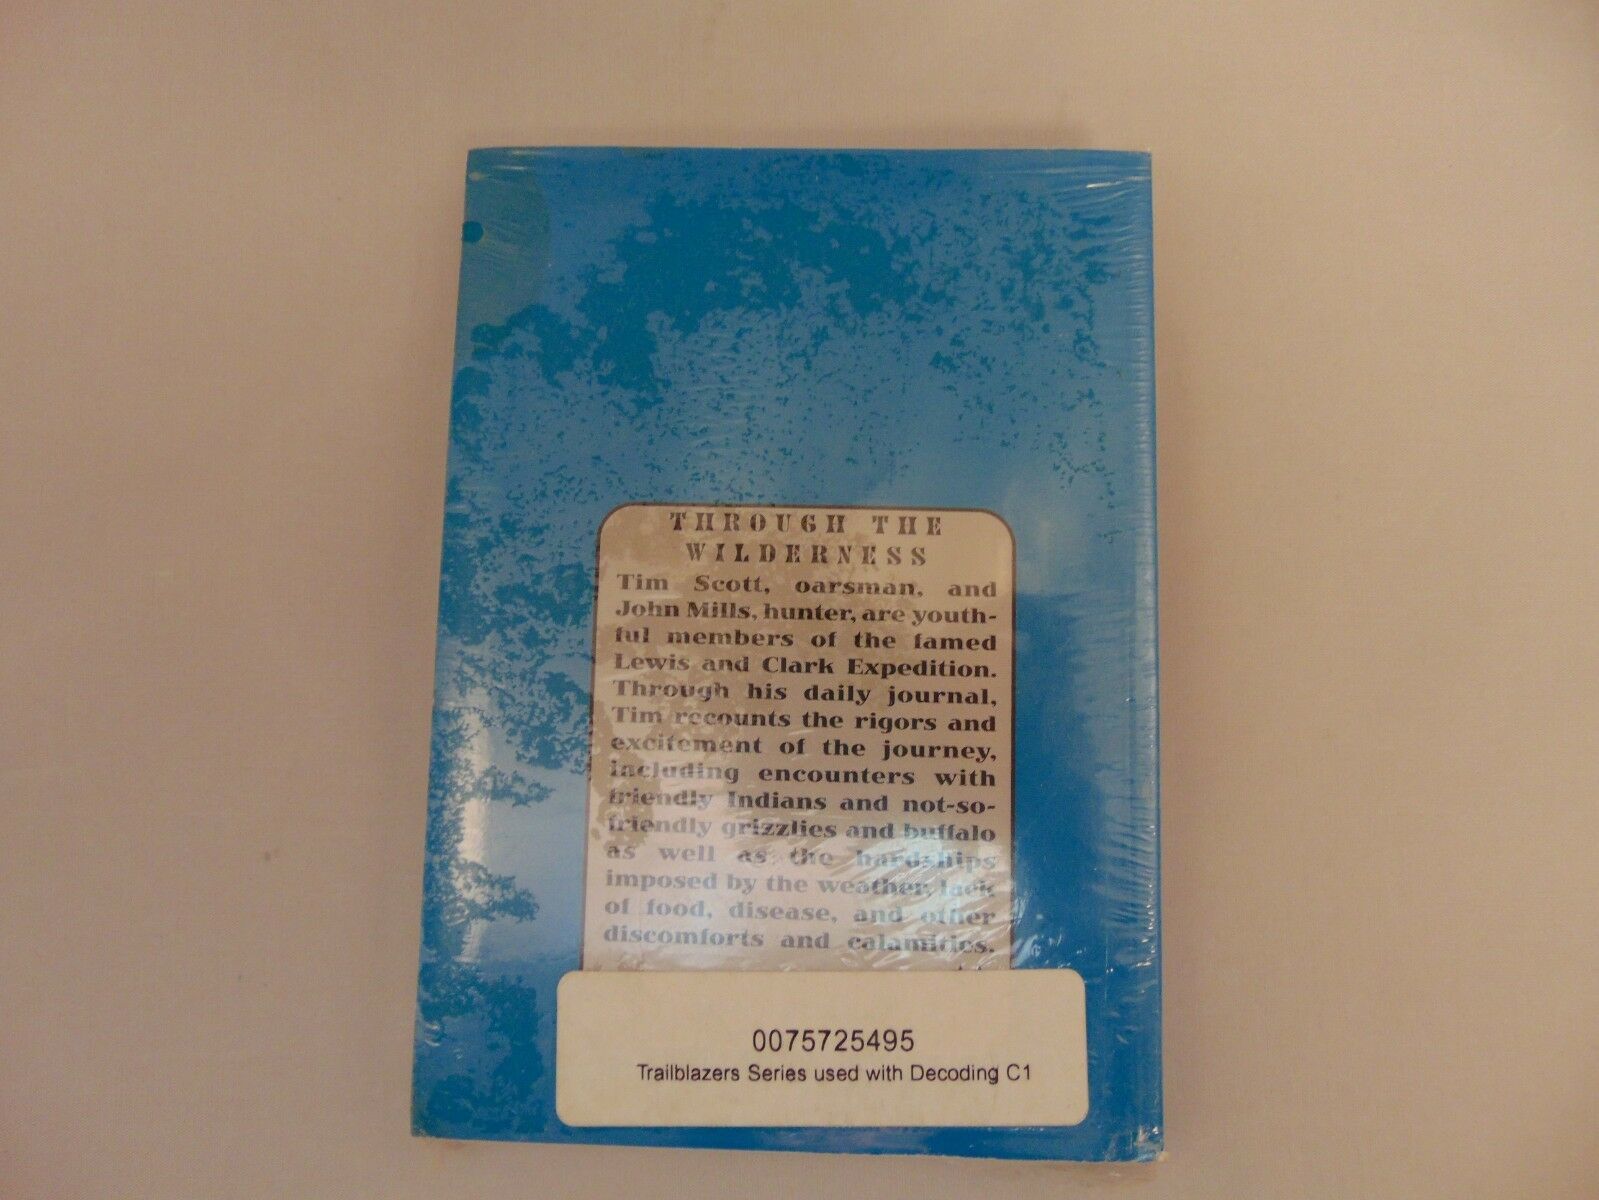 THROUGH THE
WILDERNESS
Tim Scott, oarsman, and
John Mills, hunter, are youth-
ful members of the famed
Lewis and Clark Expedition.
Through his daily journal,
Tim recounts the rigors and
excitement of the journey,
including encounters with
friendly Indians and not-so-
friendly grizzlies and buffalo
as well as the hardships
imposed by the weather, lack
of food, disease, and other
discomforts and calamities.
0075725495
Trailblazers Series used with Decoding C1